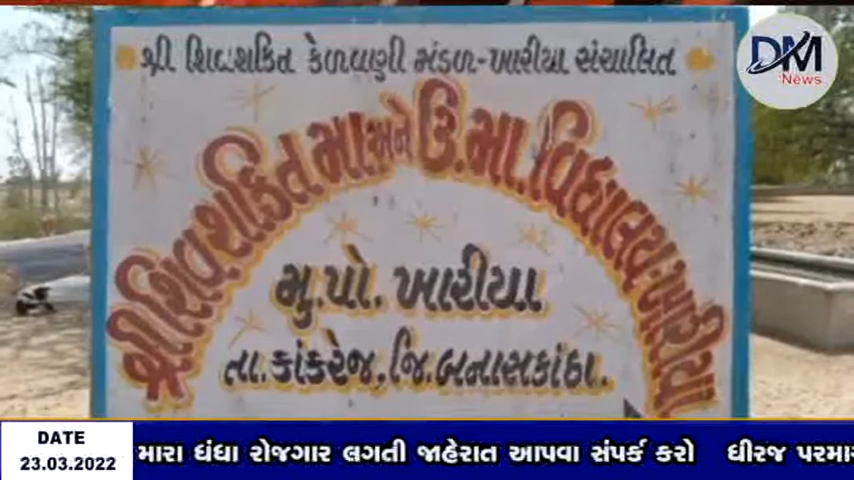 શ્રી શિવશકિત કેળવણી મંડળ-ખારીયા સંચાલિત
DM
News
શ્રી શિવશકિત મા અને ઉ.મા.વિદ્યાલય-ખારીયા
મુ.પો. ખારીયા
તા.કાંકરેજ,જિ.બનાસકાંઠા.
DATE
23.03.2022
મારા ધંધા રોજગાર લગતી જાહેરાત આપવા સંપર્ક કરો ધીરજ